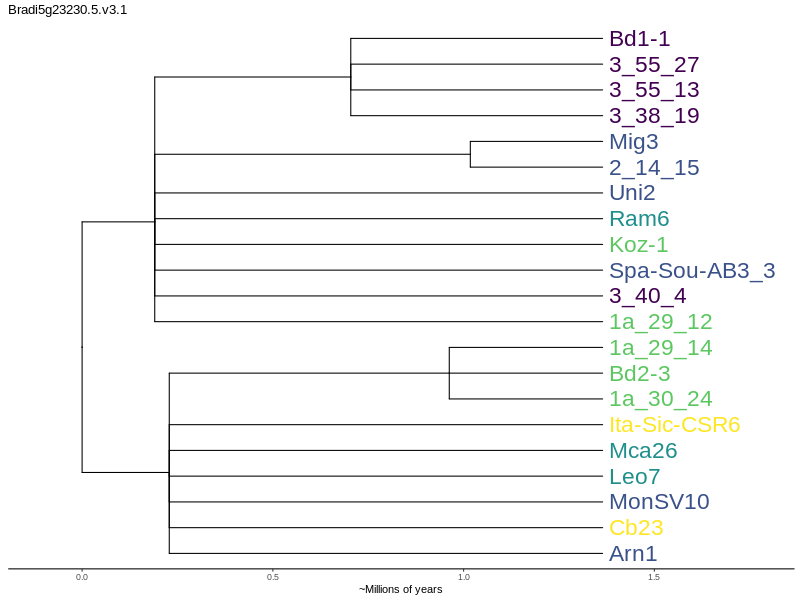 Bradi5g23230.5.v3.1
Bd1-1
3_55_27
3_55_13
3_38_19
Mig3
2_14_15
Uni2
Ram6
Koz-1
Spa-Sou-AB3_3
3_40_4
1a_29_12
1a_29_14
Bd2-3
1a_30_24
Ita-Sic-CSR6
Mca26
Leo7
MonSV10
Cb23
Arn1
0.0 0.5 1.0 1.5
~Millions of years